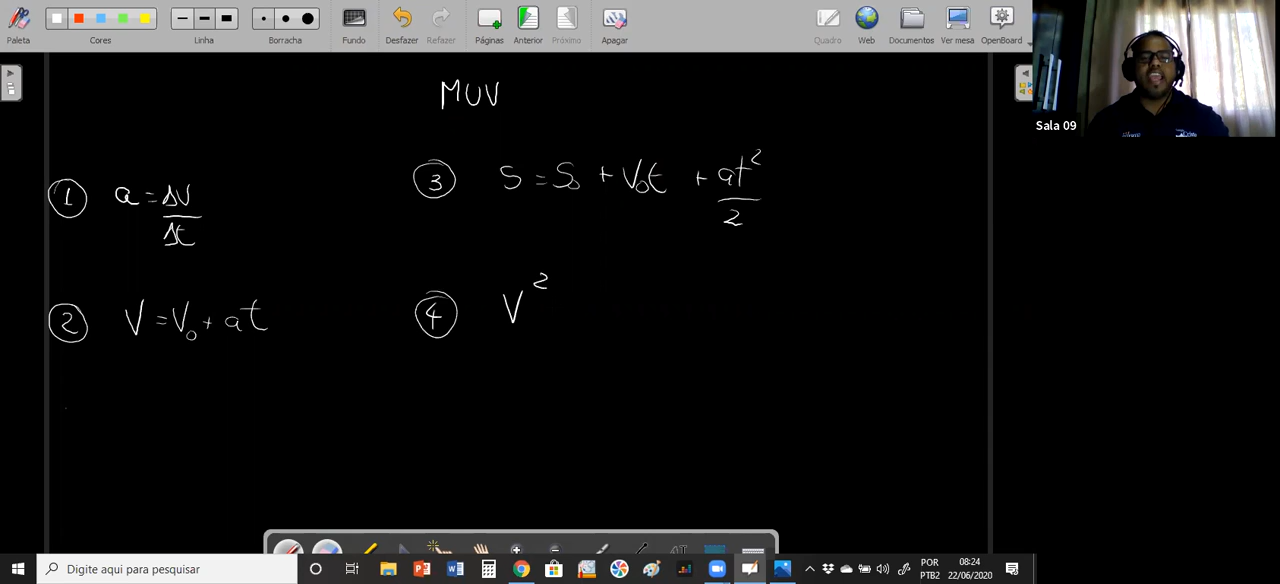 Paleta
Cores
Linha
Borracha
Fundo
Desfazer
Refazer
Páginas
Anterior
Próximo
Apagar
Quadro
Web
Documentos
Ver mesa
OpenBoard
Sala 09
MUV
1 a = ΔV / Δt
3 S = S₀ + V₀t + at² / 2
2 V = V₀ + at
4 V²
Digite aqui para pesquisar
POR
PTB2
08:24
22/06/2020